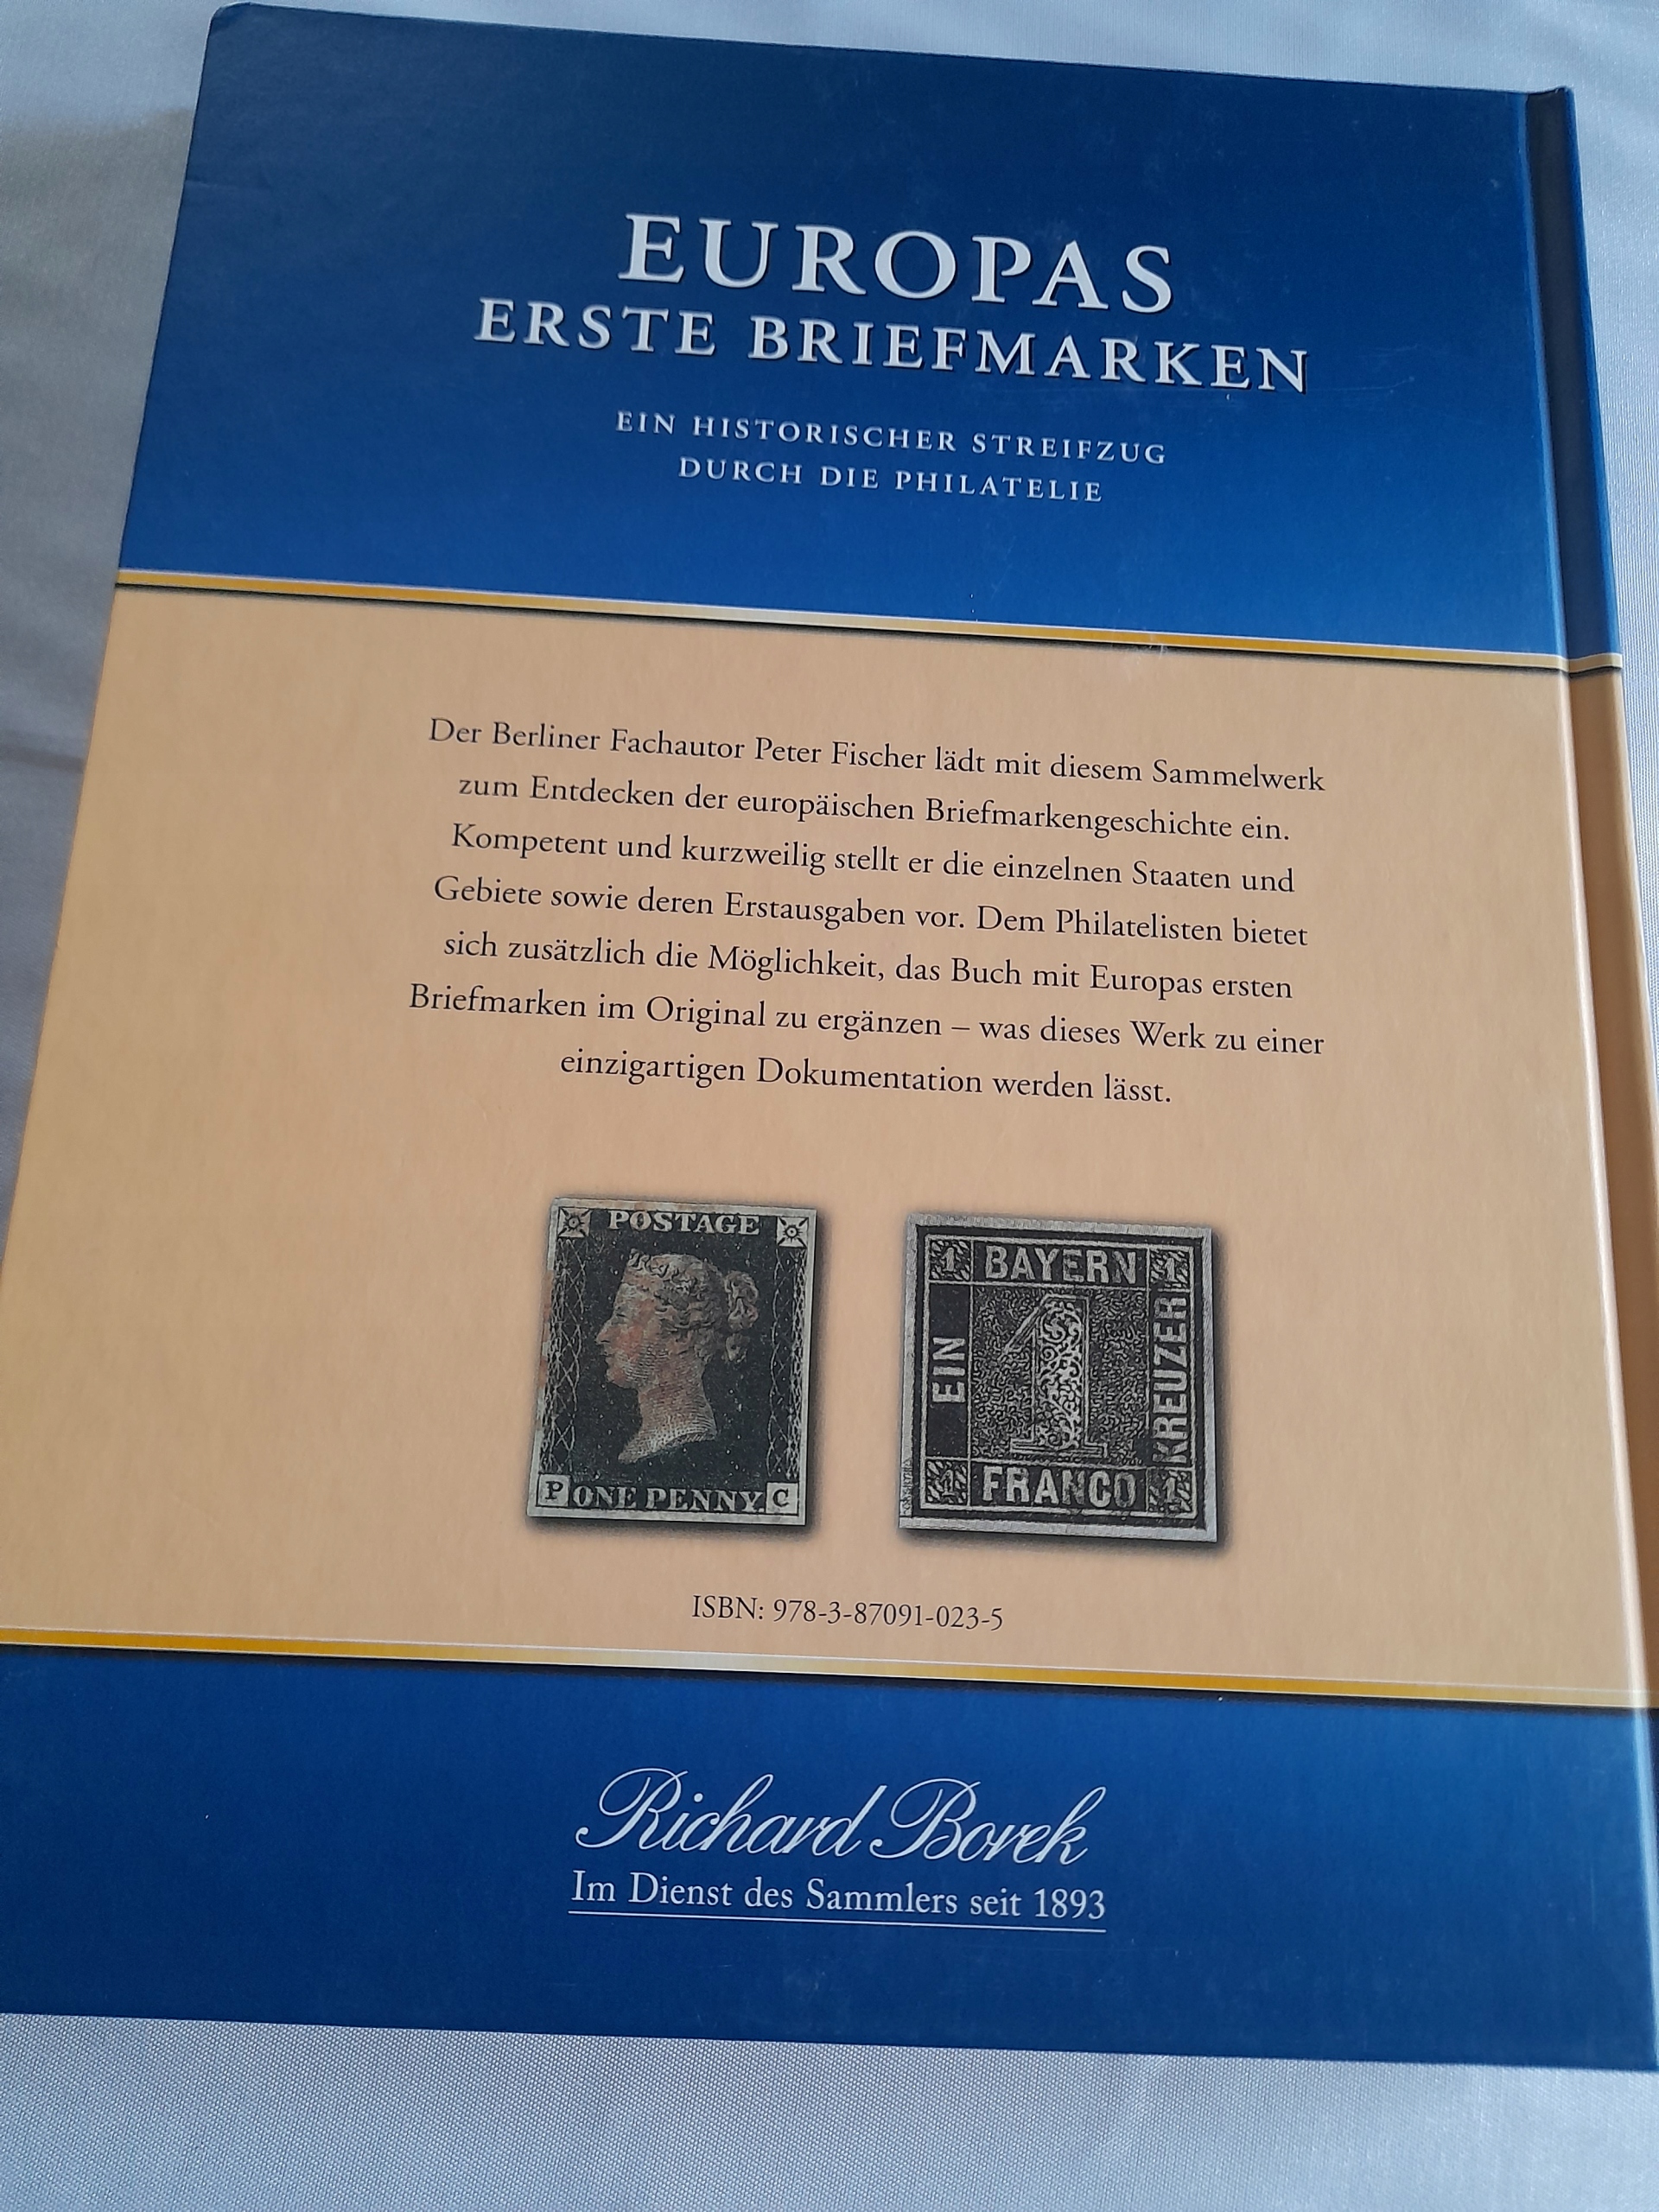 EUROPAS
ERSTE BRIEFMARKEN
EIN HISTORISCHER STREIFZUG
DURCH DIE PHILATELIE
Der Berliner Fachautor Peter Fischer lädt mit diesem Sammelwerk
zum Entdecken der europäischen Briefmarkengeschichte ein.
Kompetent und kurzweilig stellt er die einzelnen Staaten und
Gebiete sowie deren Erstausgaben vor. Dem Philatelisten bietet
sich zusätzlich die Möglichkeit, das Buch mit Europas ersten
Briefmarken im Original zu ergänzen – was dieses Werk zu einer
einzigartigen Dokumentation werden lässt.
POSTAGE
P ONE PENNY. C
1 BAYERN 1
EIN
1
KREUZER
1 FRANCO 1
ISBN: 978-3-87091-023-5
Richard Borek
Im Dienst des Sammlers seit 1893